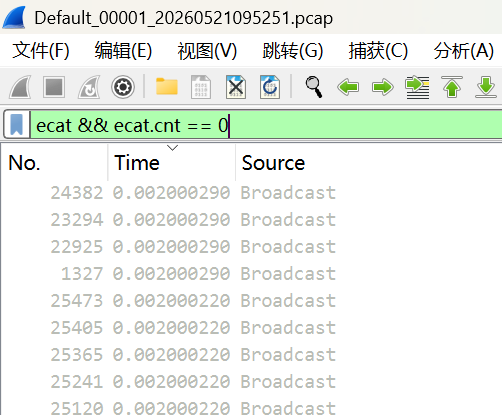 Default_00001_20260521095251.pcap
文件(F) 编辑(E) 视图(V) 跳转(G) 捕获(C) 分析(A)
ecat && ecat.cnt == 0
No. Time Source
24382 0.002000290 Broadcast
23294 0.002000290 Broadcast
22925 0.002000290 Broadcast
1327 0.002000290 Broadcast
25473 0.002000220 Broadcast
25405 0.002000220 Broadcast
25365 0.002000220 Broadcast
25241 0.002000220 Broadcast
25120 0.002000220 Broadcast